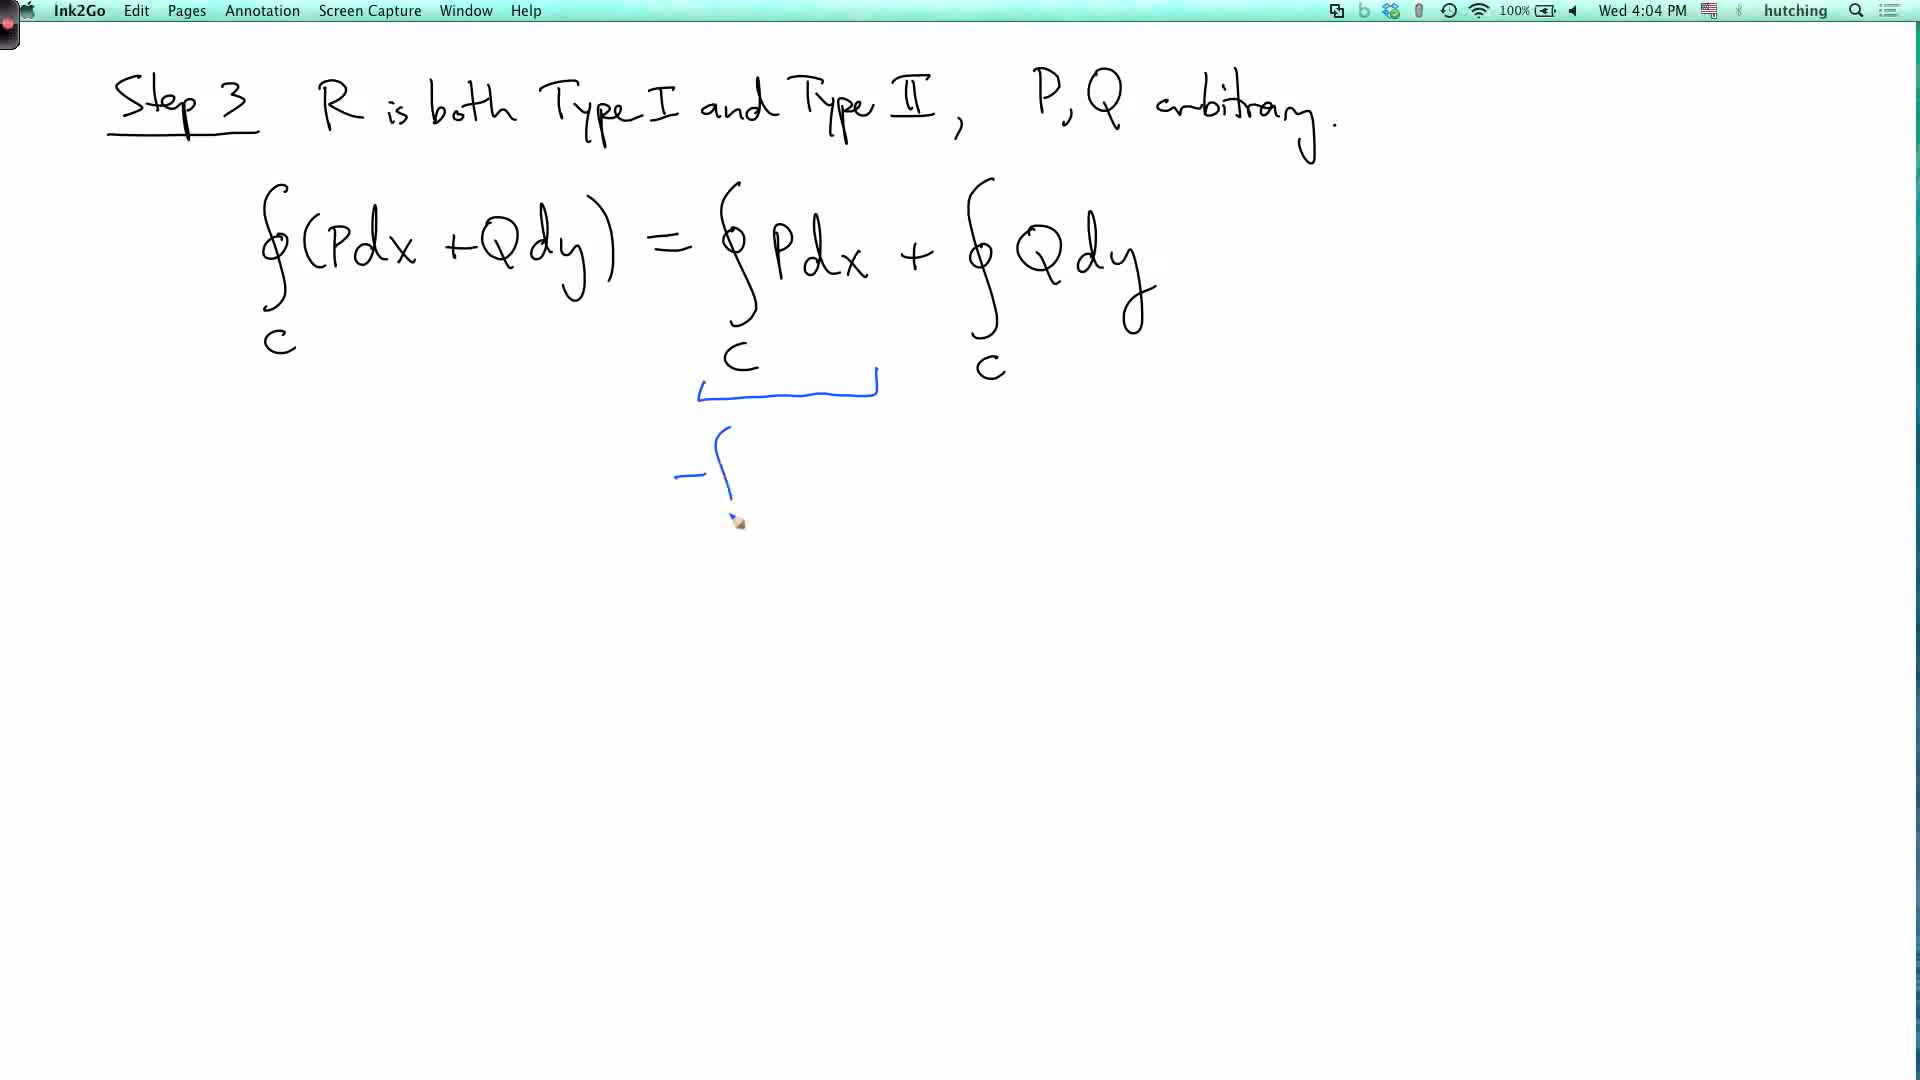 Ink2Go Edit Pages Annotation Screen Capture Window Help 100% Wed 4:04 PM hutching
Step 3 R is both Type I and Type II, P, Q arbitrary.
∮(Pdx + Qdy) = ∮Pdx + ∮Qdy
C C C
-∫